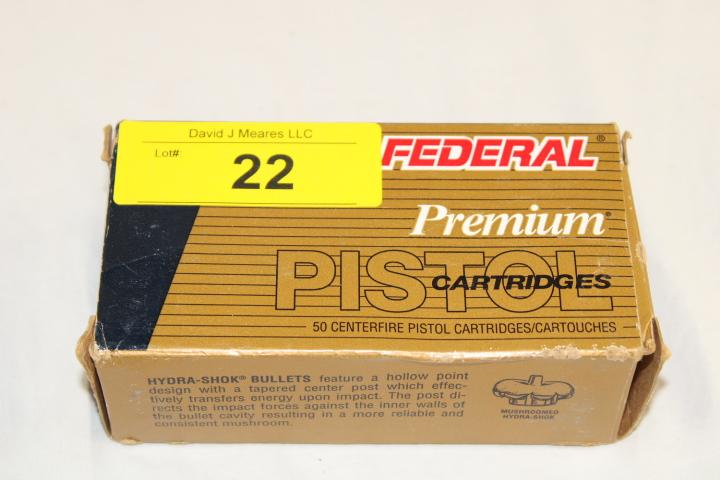 David J Meares LLC
Lot#
22
FEDERAL®
Premium®
PISTOL
CARTRIDGES
50 CENTERFIRE PISTOL CARTRIDGES/CARTOUCHES
HYDRA-SHOK® BULLETS feature a hollow point
design with a tapered center post which effec-
tively transfers energy upon impact. The post di-
rects the impact forces against the inner walls of
the bullet cavity resulting in a more reliable and
consistent mushroom.
MUSHROOMED
HYDRA-SHOK